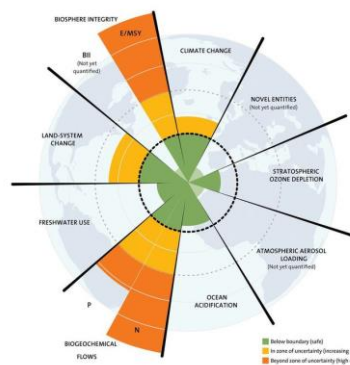 BIOSPHERE INTEGRITY
E/MSY
CLIMATE CHANGE
BII
(Not yet
quantified)
NOVEL ENTITIES
(Not yet quantified)
LAND-SYSTEM
CHANGE
STRATOSPHERIC
OZONE DEPLETION
FRESHWATER USE
ATMOSPHERIC AEROSOL
LOADING
(Not yet quantified)
P
N
OCEAN
ACIDIFICATION
BIOGEOCHEMICAL
FLOWS
Below boundary (safe)
In zone of uncertainty (increasing
Beyond zone of uncertainty (high